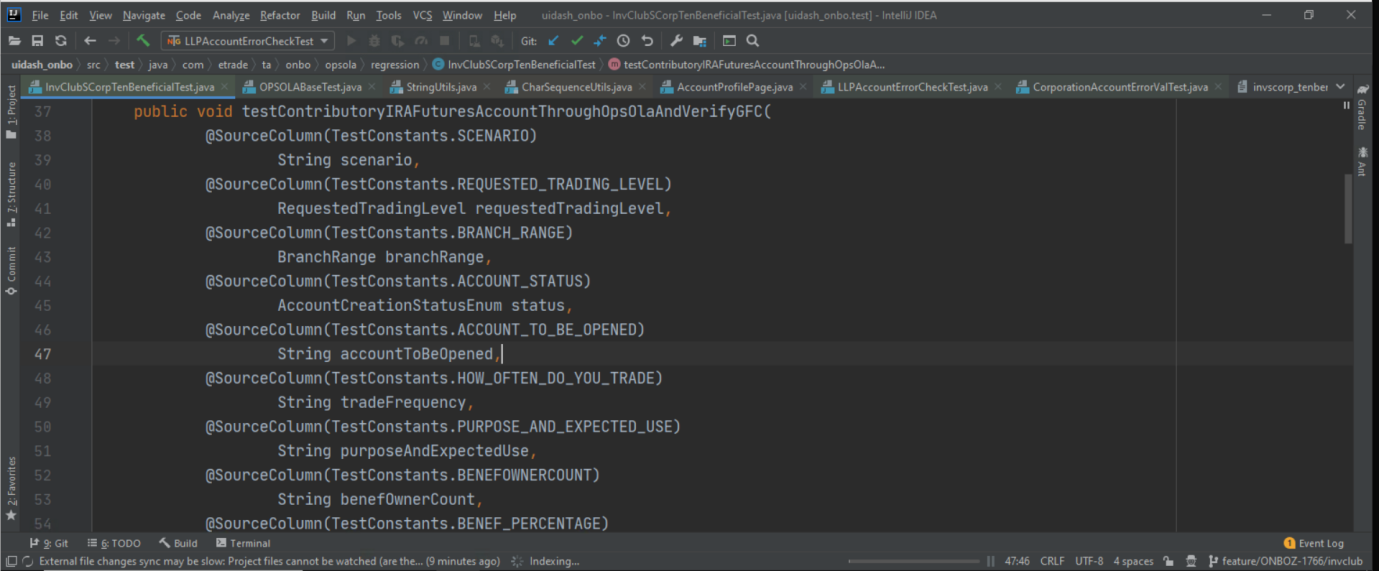 File Edit View Navigate Code Analyze Refactor Build Run Tools VCS Window Help uidash_onbo - InvClubSCorpTenBeneficialTest.java [uidash_onbo.test] - IntelliJ IDEA
LLPAccountErrorCheckTest Git:
uidash_onbo src test java com etrade ta onbo opsola regression InvClubSCorpTenBeneficialTest testContributoryIRAFuturesAccountThroughOpsOlaA...
InvClubSCorpTenBeneficialTest.java OPSOLABaseTest.java StringUtils.java CharSequenceUtils.java AccountProfilePage.java LLPAccountErrorCheckTest.java CorporationAccountErrorValTest.java invscorp_tenber
1: Project
7: Structure
Commit
2: Favorites
37 public void testContributoryIRAFuturesAccountThroughOpsOlaAndVerifyGFC(
38 @SourceColumn(TestConstants.SCENARIO)
39 String scenario,
40 @SourceColumn(TestConstants.REQUESTED_TRADING_LEVEL)
41 RequestedTradingLevel requestedTradingLevel,
42 @SourceColumn(TestConstants.BRANCH_RANGE)
43 BranchRange branchRange,
44 @SourceColumn(TestConstants.ACCOUNT_STATUS)
45 AccountCreationStatusEnum status,
46 @SourceColumn(TestConstants.ACCOUNT_TO_BE_OPENED)
47 String accountToBeOpened,
48 @SourceColumn(TestConstants.HOW_OFTEN_DO_YOU_TRADE)
49 String tradeFrequency,
50 @SourceColumn(TestConstants.PURPOSE_AND_EXPECTED_USE)
51 String purposeAndExpectedUse,
52 @SourceColumn(TestConstants.BENEFOWNERCOUNT)
53 String benefOwnerCount,
54 @SourceColumn(TestConstants.BENEF_PERCENTAGE)
Gradle
Ant
9: Git 6: TODO Build Terminal 1 Event Log
External file changes sync may be slow: Project files cannot be watched (are the... (9 minutes ago) Indexing... 47:46 CRLF UTF-8 4 spaces feature/ONBOZ-1766/invclub